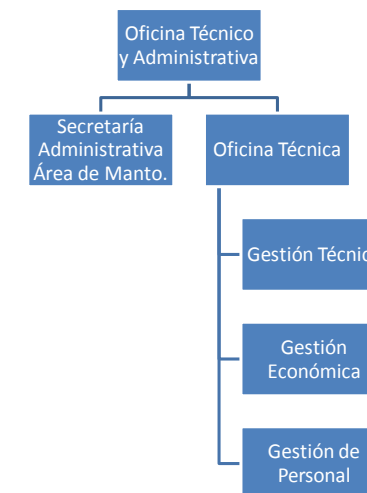 Oficina Técnico
y Administrativa
Secretaría
Administrativa
Área de Manto.
Oficina Técnica
Gestión Técnic
Gestión
Económica
Gestión de
Personal